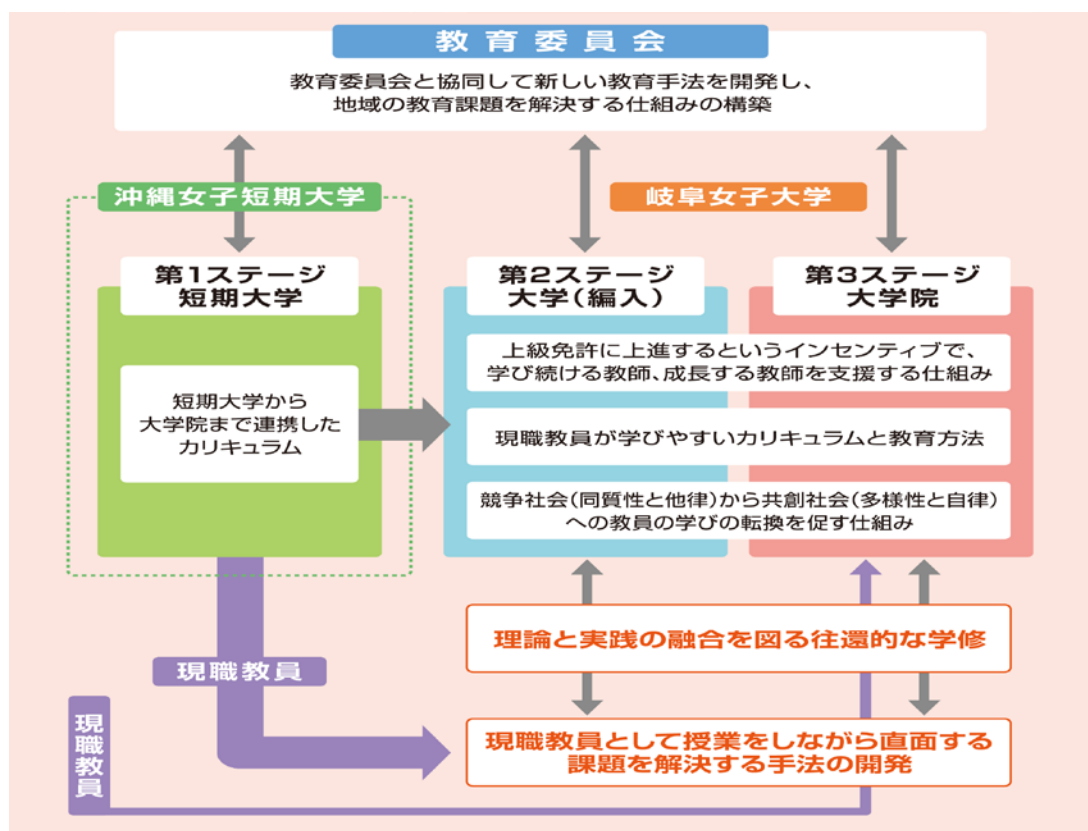 教育委員会
教育委員会と協同して新しい教育手法を開発し、
地域の教育課題を解決する仕組みの構築
沖縄女子短期大学
岐阜女子大学
第1ステージ
短期大学
第2ステージ
大学(編入)
第3ステージ
大学院
短期大学から
大学院まで連携した
カリキュラム
上級免許に上進するというインセンティブで、
学び続ける教師、成長する教師を支援する仕組み
現職教員が学びやすいカリキュラムと教育方法
競争社会(同質性と他律)から共創社会(多様性と自律)
への教員の学びの転換を促す仕組み
理論と実践の融合を図る往還的な学修
現職教員
現職教員として授業をしながら直面する
課題を解決する手法の開発
現職教員